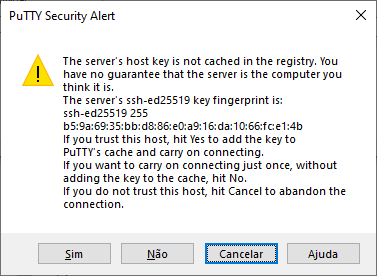 PuTTY Security Alert
The server's host key is not cached in the registry. You
have no guarantee that the server is the computer you
think it is.
The server's ssh-ed25519 key fingerprint is:
ssh-ed25519 255
b5:9a:69:35:bb:d8:86:e0:a9:16:da:10:66:fc:e1:4b
If you trust this host, hit Yes to add the key to
PuTTY's cache and carry on connecting.
If you want to carry on connecting just once, without
adding the key to the cache, hit No.
If you do not trust this host, hit Cancel to abandon the
connection.
Sim Não Cancelar Ajuda